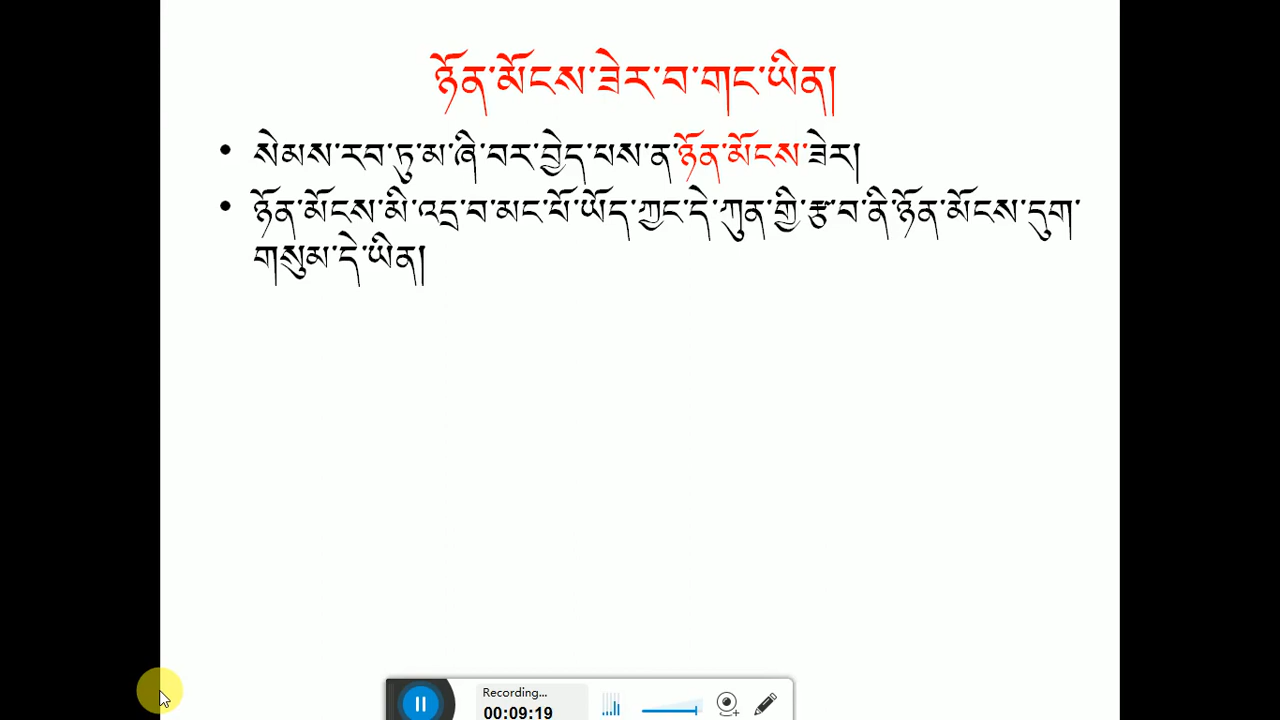 ཉོན་མོངས་ཟེར་བ་གང་ཡིན།
• སེམས་རབ་ཏུ་མ་ཞི་བར་བྱེད་པས་ན་ཉོན་མོངས་ཟེར།
• ཉོན་མོངས་མི་འདྲ་བ་མང་པོ་ཡོད་ཀྱང་དེ་ཀུན་གྱི་རྩ་བ་ནི་ཉོན་མོངས་དུག་
གསུམ་དེ་ཡིན།
Recording...
00:09:19